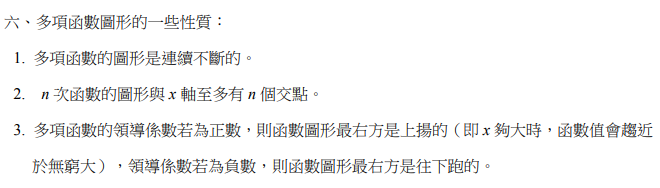 六、多項函數圖形的一些性質：
1. 多項函數的圖形是連續不斷的。
2. n 次函數的圖形與 x 軸至多有 n 個交點。
3. 多項函數的領導係數若為正數，則函數圖形最右方是上揚的（即 x 夠大時，函數值會趨近
於無窮大），領導係數若為負數，則函數圖形最右方是往下跑的。